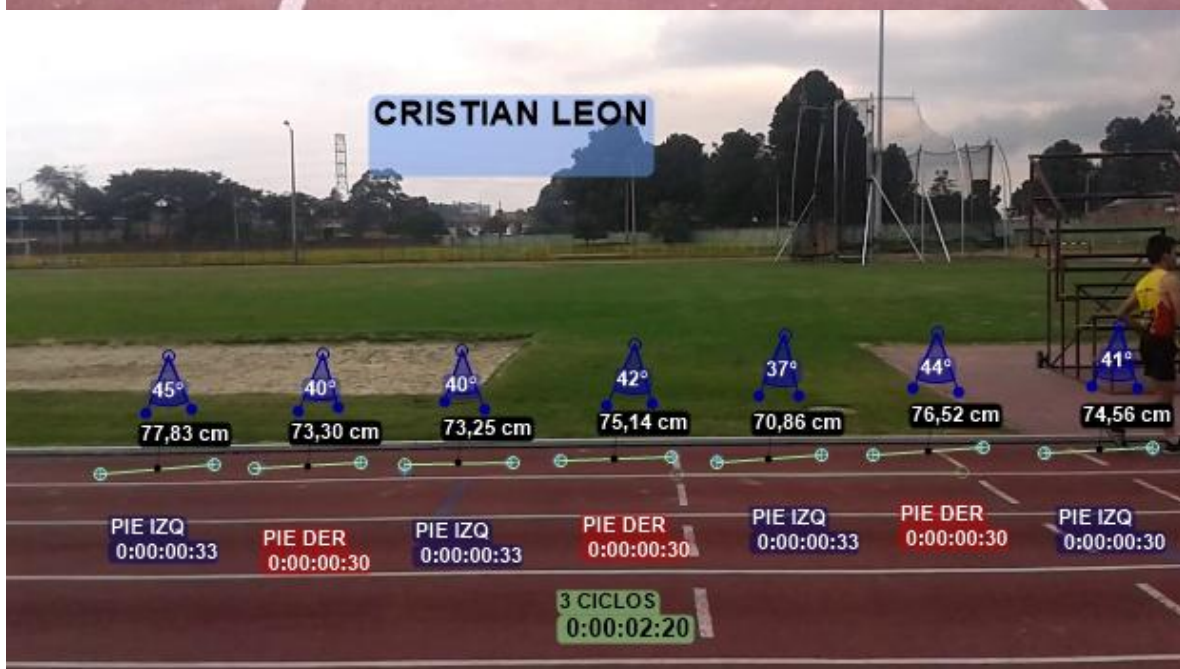 CRISTIAN LEON
45° 40° 40° 42° 37° 44° 41°
77,83 cm 73,30 cm 73,25 cm 75,14 cm 70,86 cm 76,52 cm 74,56 cm
PIE IZQ PIE DER PIE IZQ PIE DER PIE IZQ PIE DER PIE IZQ
0:00:00:33 0:00:00:30 0:00:00:33 0:00:00:30 0:00:00:33 0:00:00:30 0:00:00:30
3 CICLOS
0:00:02:20